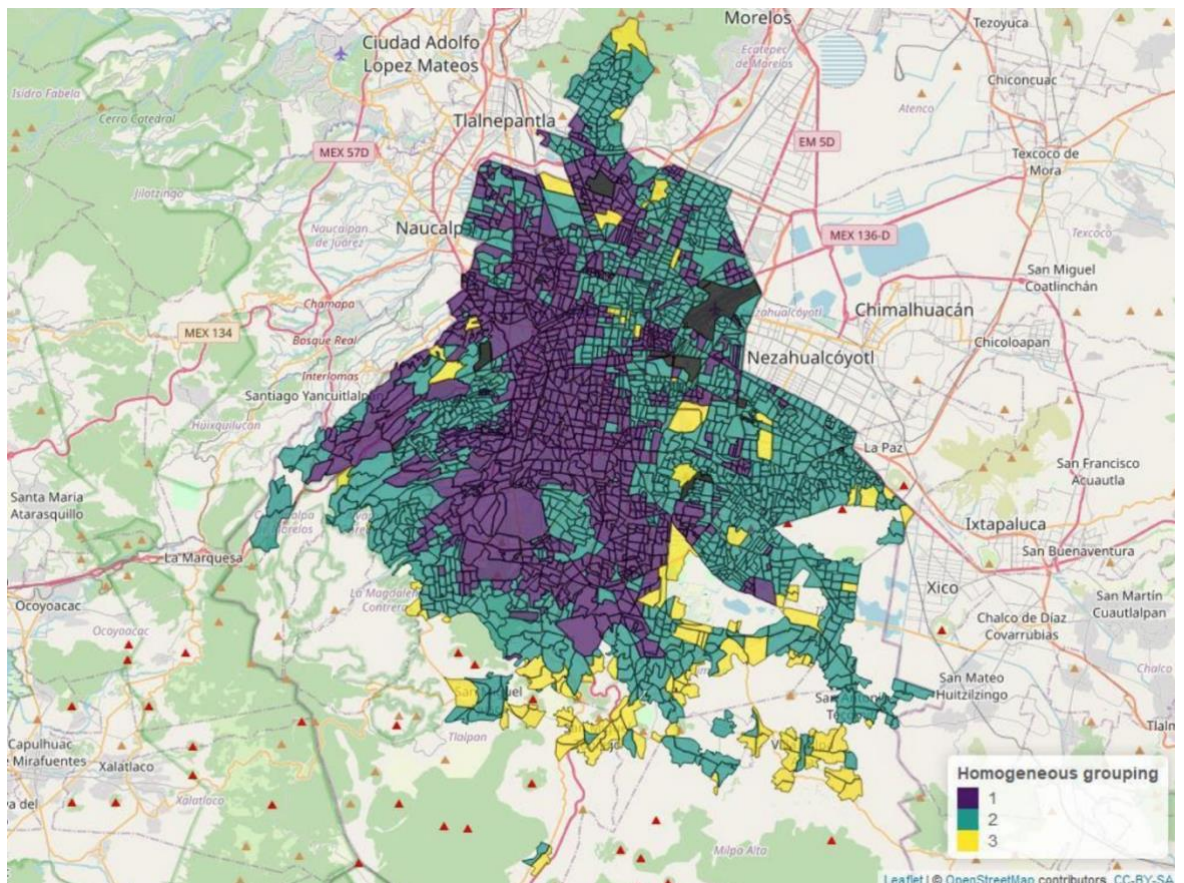 Morelos
Tezoyuca
Ciudad Adolfo
Lopez Mateos
Ecatepec
de Morelos
Isidro Fabela
Chiconcuac
Cerro Catedral
Atenco
Tlalnepantla
EM 5D
MEX 57D
Texcoco de
Mora
Jilotzingo
Naucalpan
de Juárez
Naucalp
MEX 136-D
Texcoco
San Miguel
Coatlinchán
Chamapa
Chimalhuacán
MEX 134
Bosque Real
Chicoloapan
Nezahualcóyotl
Interlomas
Santiago Yancuitlalp
Huixquilucan
La Paz
San Francisco
Acuautla
Santa Maria
Atarasquillo
Ixtapaluca
La Marquesa
San Buenaventura
Xico
Ocoyoacac
La Magdalen
Contrera
San Martín
Cuautlalpan
Chalco de Díaz
Covarrubias
Ocoyoacac
Chalco
San Mateo
Huitzilzingo
Tlalpan
Tlaln
Capulhuac
Mirafuentes
Xalatlaco
Xalatlaco
Milpa Alta
Homogeneous grouping
1
2
3
Leaflet | © OpenStreetMap contributors, CC-BY-SA